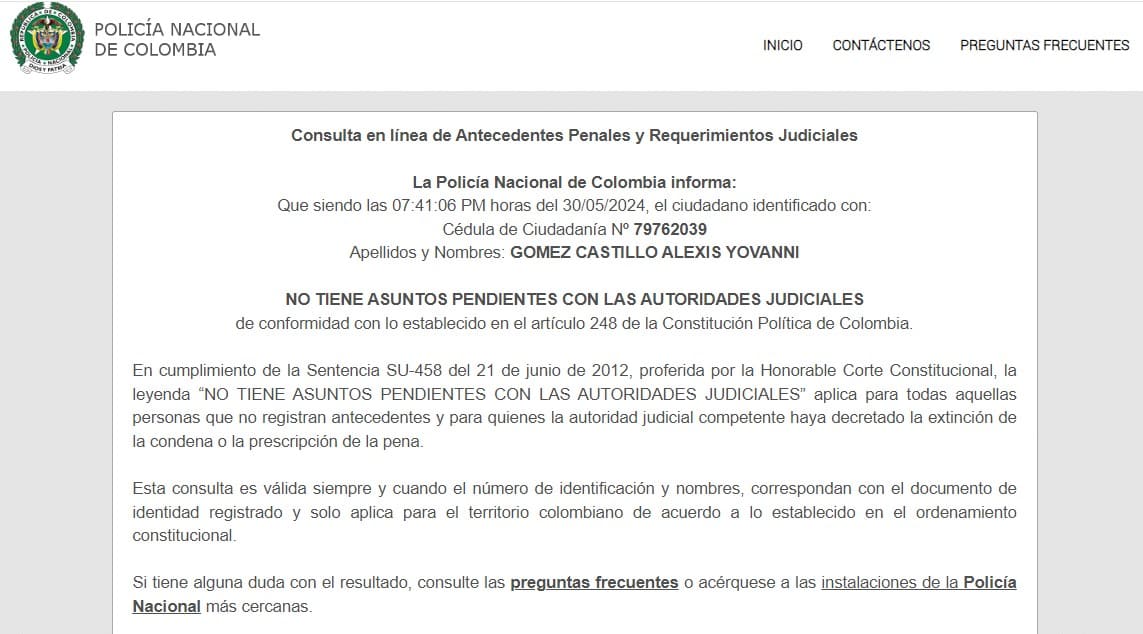 POLICÍA NACIONAL
DE COLOMBIA
INICIO CONTÁCTENOS PREGUNTAS FRECUENTES
Consulta en línea de Antecedentes Penales y Requerimientos Judiciales
La Policía Nacional de Colombia informa:
Que siendo las 07:41:06 PM horas del 30/05/2024, el ciudadano identificado con:
Cédula de Ciudadanía Nº 79762039
Apellidos y Nombres: GOMEZ CASTILLO ALEXIS YOVANNI
NO TIENE ASUNTOS PENDIENTES CON LAS AUTORIDADES JUDICIALES
de conformidad con lo establecido en el artículo 248 de la Constitución Política de Colombia.
En cumplimiento de la Sentencia SU-458 del 21 de junio de 2012, proferida por la Honorable Corte Constitucional, la
leyenda “NO TIENE ASUNTOS PENDIENTES CON LAS AUTORIDADES JUDICIALES” aplica para todas aquellas
personas que no registran antecedentes y para quienes la autoridad judicial competente haya decretado la extinción de
la condena o la prescripción de la pena.
Esta consulta es válida siempre y cuando el número de identificación y nombres, correspondan con el documento de
identidad registrado y solo aplica para el territorio colombiano de acuerdo a lo establecido en el ordenamiento
constitucional.
Si tiene alguna duda con el resultado, consulte las preguntas frecuentes o acérquese a las instalaciones de la Policía
Nacional más cercanas.